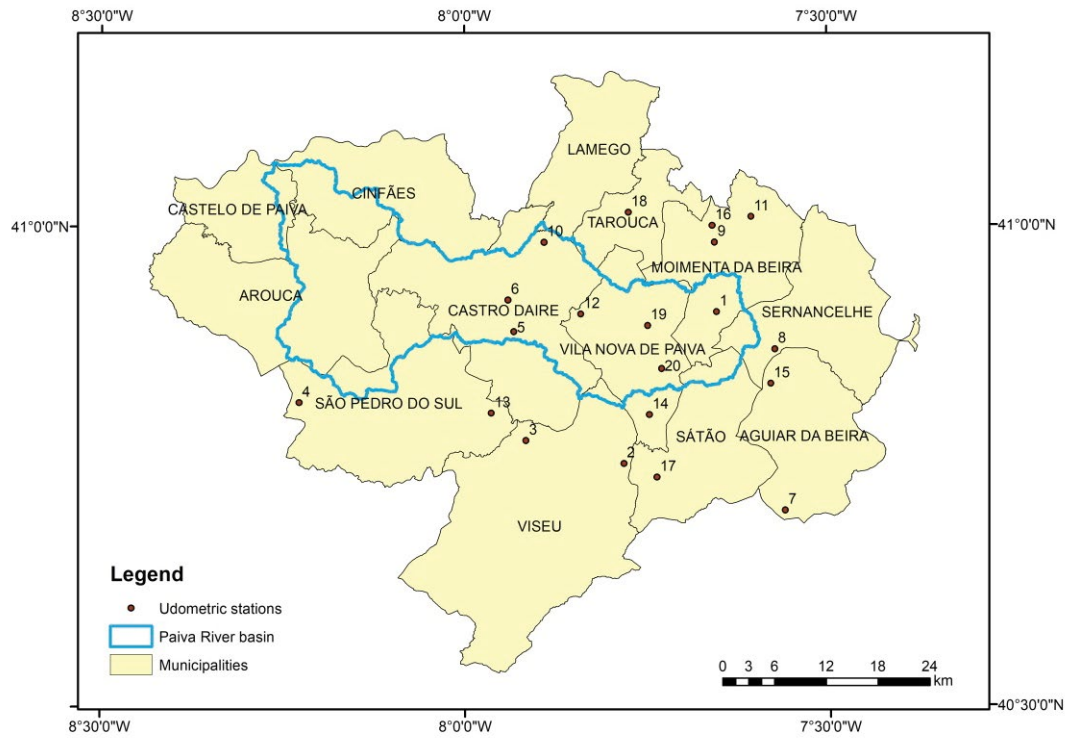 8°30'0"W 8°0'0"W 7°30'0"W
LAMEGO
CINFÃES
CASTELO DE PAIVA
18
TAROUCA
16
11
9
10
41°0'0"N
41°0'0"N
MOIMENTA DA BEIRA
AROUCA
6
CASTRO DAIRE
12
1
SERNANCELHE
5
19
VILA NOVA DE PAIVA
8
20
15
4
SÃO PEDRO DO SUL
13
14
3
SÁTÃO
AGUIAR DA BEIRA
2
17
7
VISEU
Legend
Udometric stations
Paiva River basin
Municipalities
0 3 6 12 18 24
km
40°30'0"N
8°30'0"W 8°0'0"W 7°30'0"W